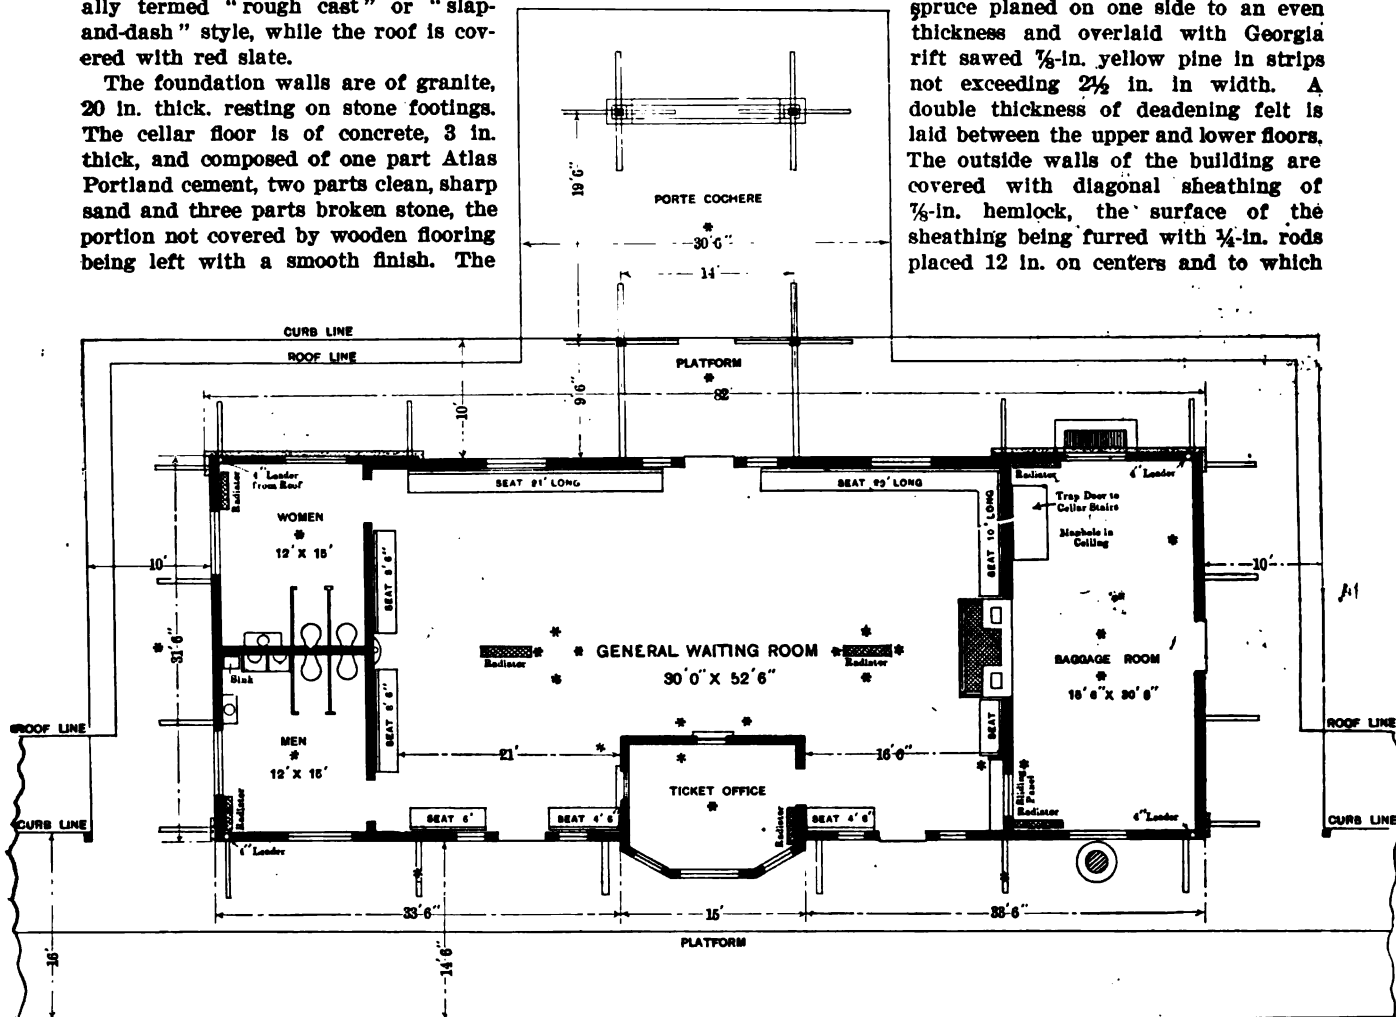 ally termed "rough cast" or "slap-
and-dash" style, while the roof is cov-
ered with red slate.
The foundation walls are of granite,
20 in. thick. resting on stone footings.
The cellar floor is of concrete, 3 in.
thick, and composed of one part Atlas
Portland cement, two parts clean, sharp
sand and three parts broken stone, the
portion not covered by wooden flooring
being left with a smooth finish. The
spruce planed on one side to an even
thickness and overlaid with Georgia
rift sawed ⅞-in. yellow pine in strips
not exceeding 2½ in. in width. A
double thickness of deadening felt is
laid between the upper and lower floors.
The outside walls of the building are
covered with diagonal sheathing of
⅞-in. hemlock, the surface of the
sheathing being furred with ¼-in. rods
placed 12 in. on centers and to which
19'6"
PORTE COCHERE
30'6"
14'
CURB LINE
ROOF LINE
PLATFORM
82'
10'
9'6"
4" Leader
from Roof
Radiator
SEAT 21' LONG
SEAT 22' LONG
SEAT 10' LONG
Radiator
4" Leader
Trap Door to
Cellar Stairs
Manhole in
Ceiling
WOMEN
12' X 15'
10'
10'
31'6"
SEAT 8'6"
GENERAL WAITING ROOM
30'0" X 52'6"
Radiator
Radiator
BAGGAGE ROOM
15'6" X 30'6"
Sink
SEAT 8'6"
SEAT
MEN
12' X 15'
ROOF LINE
ROOF LINE
21'
16'6"
TICKET OFFICE
Sliding
Panel
Radiator
Radiator
Radiator
SEAT 6'
SEAT 4'6"
SEAT 4'6"
4" Leader
4" Leader
CURB LINE
CURB LINE
33'6"
15'
33'6"
PLATFORM
16'
14'6"